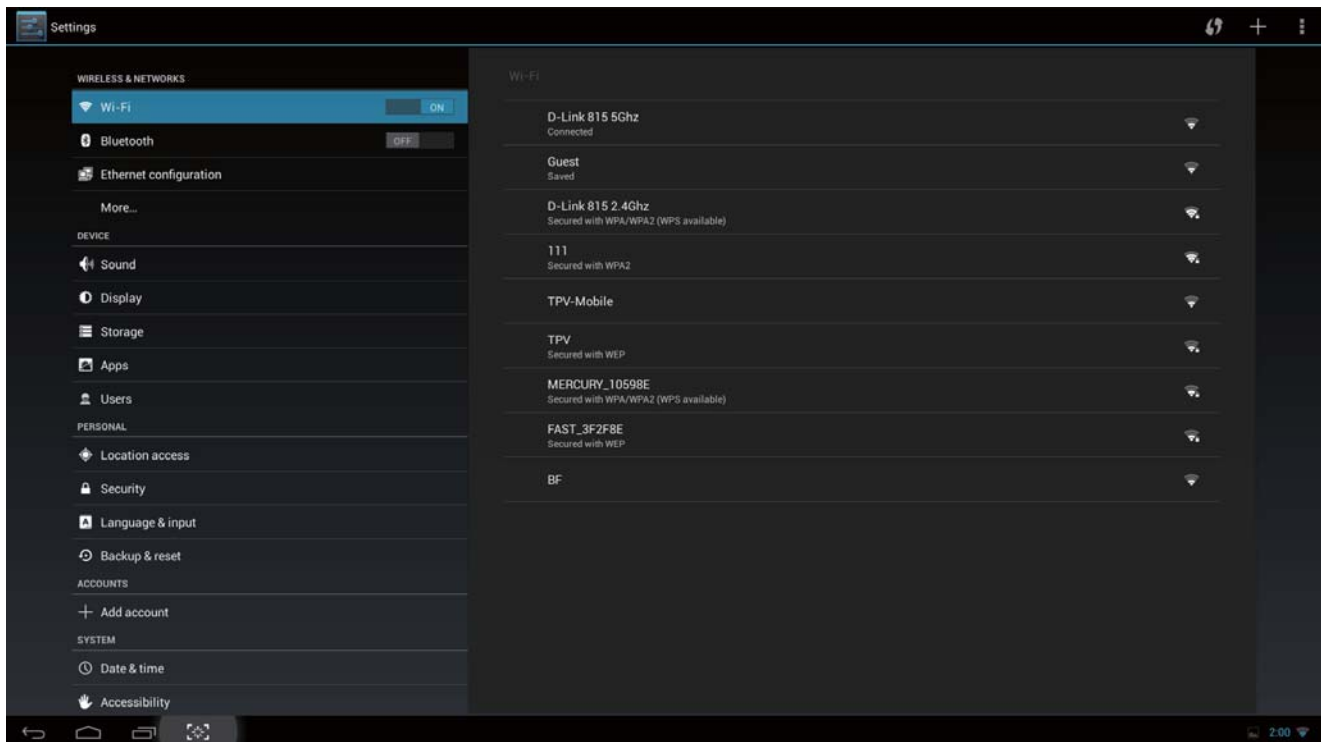 Settings
WIRELESS & NETWORKS
Wi-Fi ON
Bluetooth OFF
Ethernet configuration
More...
DEVICE
Sound
Display
Storage
Apps
Users
PERSONAL
Location access
Security
Language & input
Backup & reset
ACCOUNTS
Add account
SYSTEM
Date & time
Accessibility
Wi-Fi
D-Link 815 5Ghz
Connected
Guest
Saved
D-Link 815 2.4Ghz
Secured with WPA/WPA2 (WPS available)
111
Secured with WPA2
TPV-Mobile
TPV
Secured with WEP
MERCURY_10598E
Secured with WPA/WPA2 (WPS available)
FAST_3F2F8E
Secured with WEP
BF
2:00